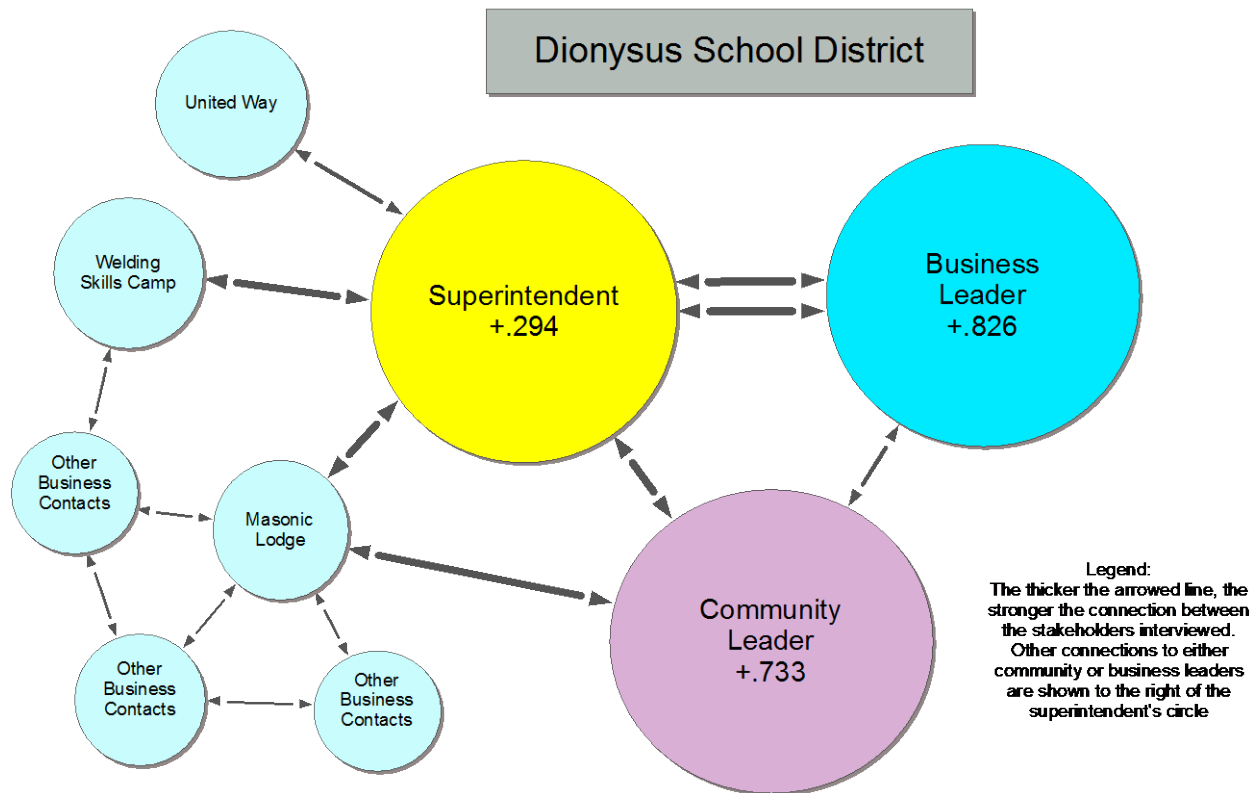 Dionysus School District
United Way
Welding
Skills Camp
Superintendent
+.294
Business
Leader
+.826
Other
Business
Contacts
Masonic
Lodge
Community
Leader
+.733
Other
Business
Contacts
Other
Business
Contacts
Legend:
The thicker the arrowed line, the
stronger the connection between
the stakeholders interviewed.
Other connections to either
community or business leaders
are shown to the right of the
superintendent's circle